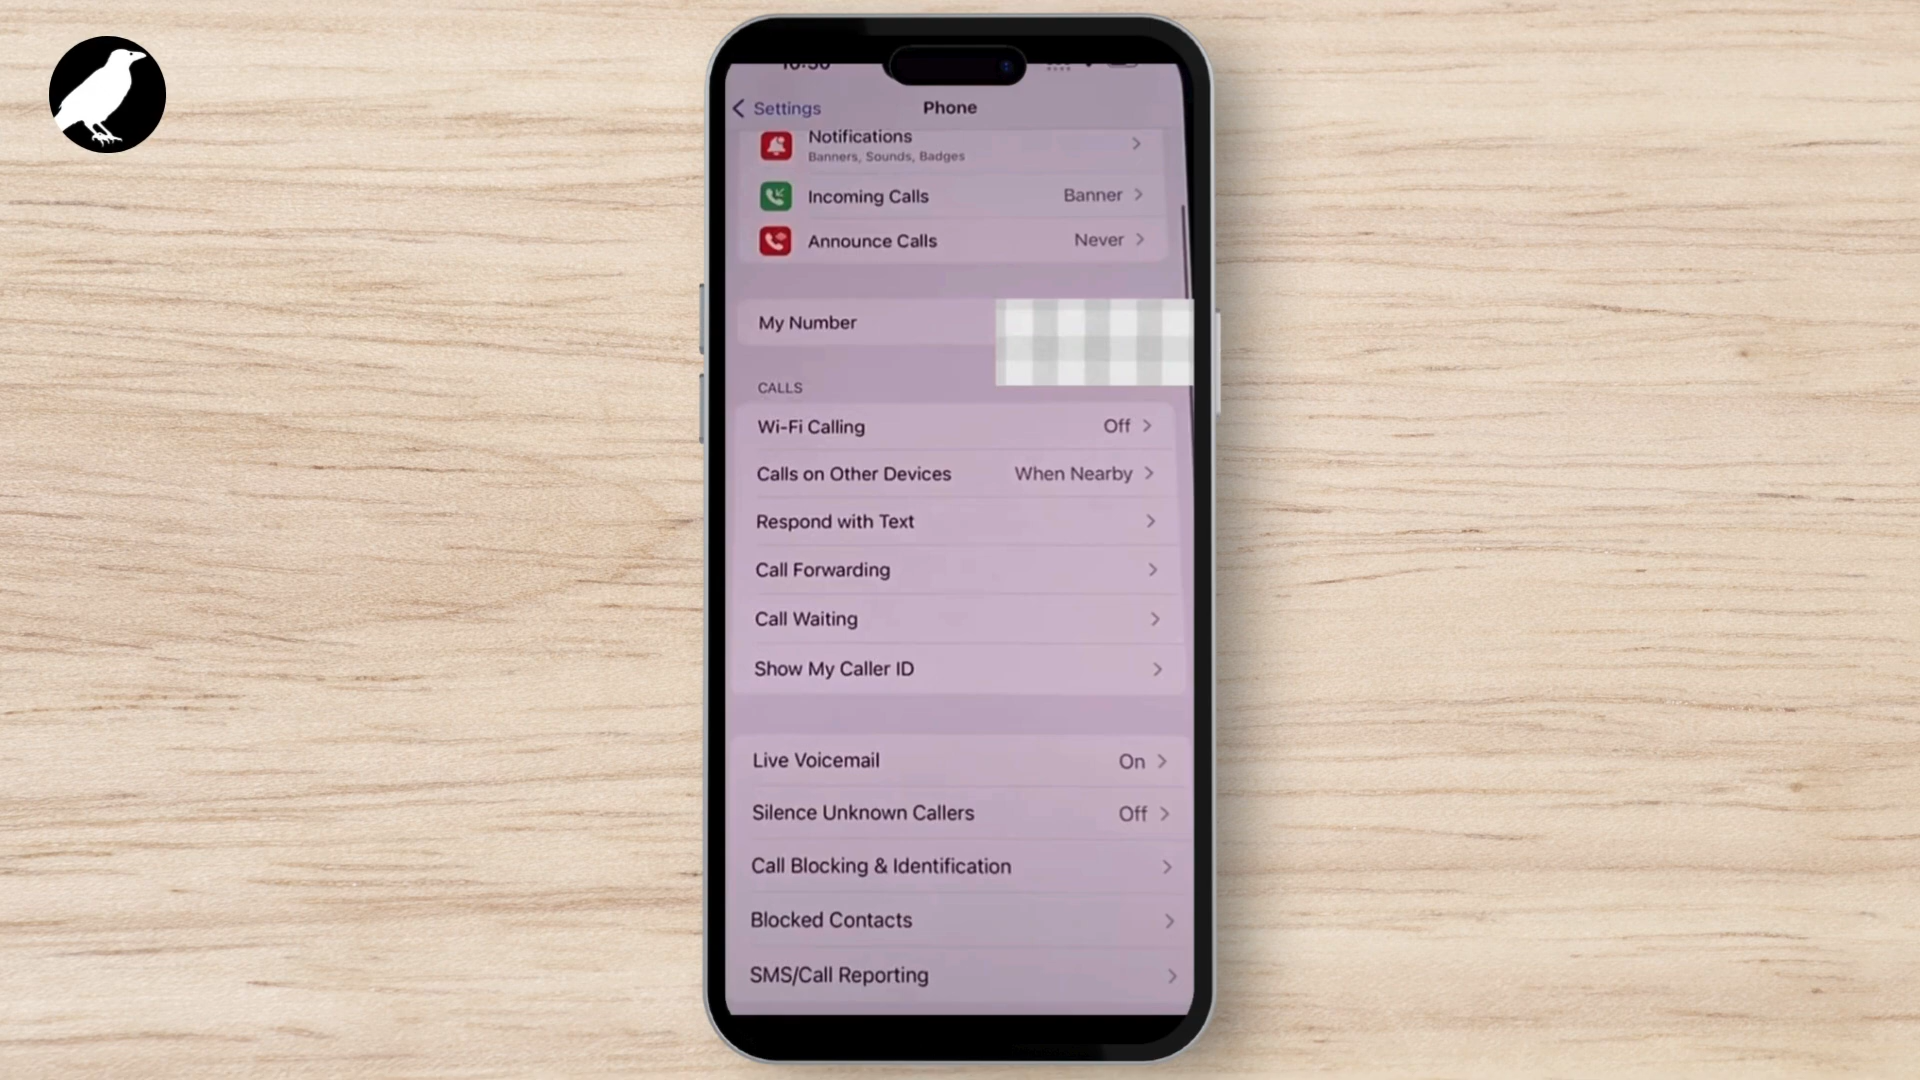 Settings
Phone
Notifications
Banners, Sounds, Badges
Incoming Calls Banner
Announce Calls Never
My Number
CALLS
Wi-Fi Calling Off
Calls on Other Devices When Nearby
Respond with Text
Call Forwarding
Call Waiting
Show My Caller ID
Live Voicemail On
Silence Unknown Callers Off
Call Blocking & Identification
Blocked Contacts
SMS/Call Reporting